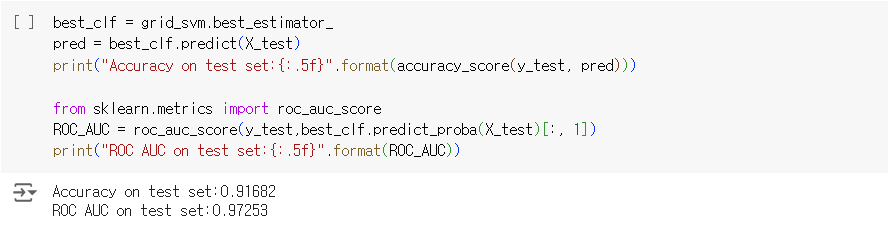 [ ] best_clf = grid_svm.best_estimator_
pred = best_clf.predict(X_test)
print("Accuracy on test set:{:.5f}".format(accuracy_score(y_test, pred)))
from sklearn.metrics import roc_auc_score
ROC_AUC = roc_auc_score(y_test,best_clf.predict_proba(X_test)[:, 1])
print("ROC AUC on test set:{:.5f}".format(ROC_AUC))
Accuracy on test set:0.91682
ROC AUC on test set:0.97253